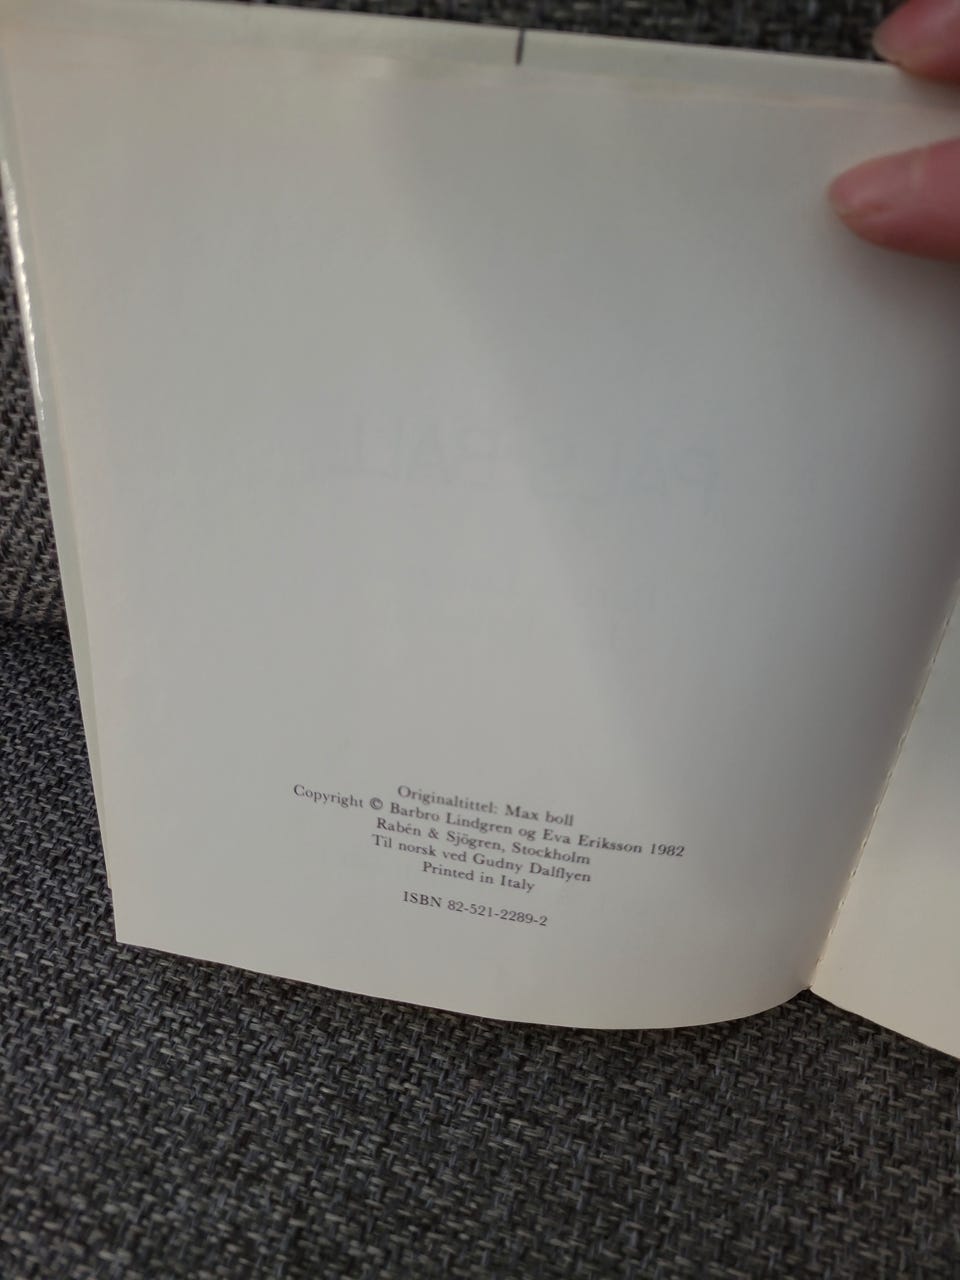 Originaltittel: Max boll
Copyright © Barbro Lindgren og Eva Eriksson 1982
Rabén & Sjögren, Stockholm
Til norsk ved Gudny Dalflyen
Printed in Italy
ISBN 82-521-2289-2